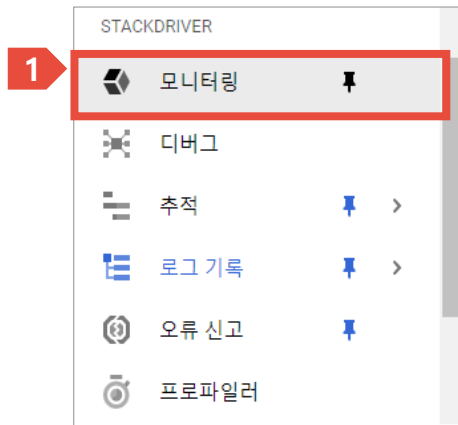 STACKDRIVER
1
모니터링
디버그
추적
로그 기록
오류 신고
프로파일러